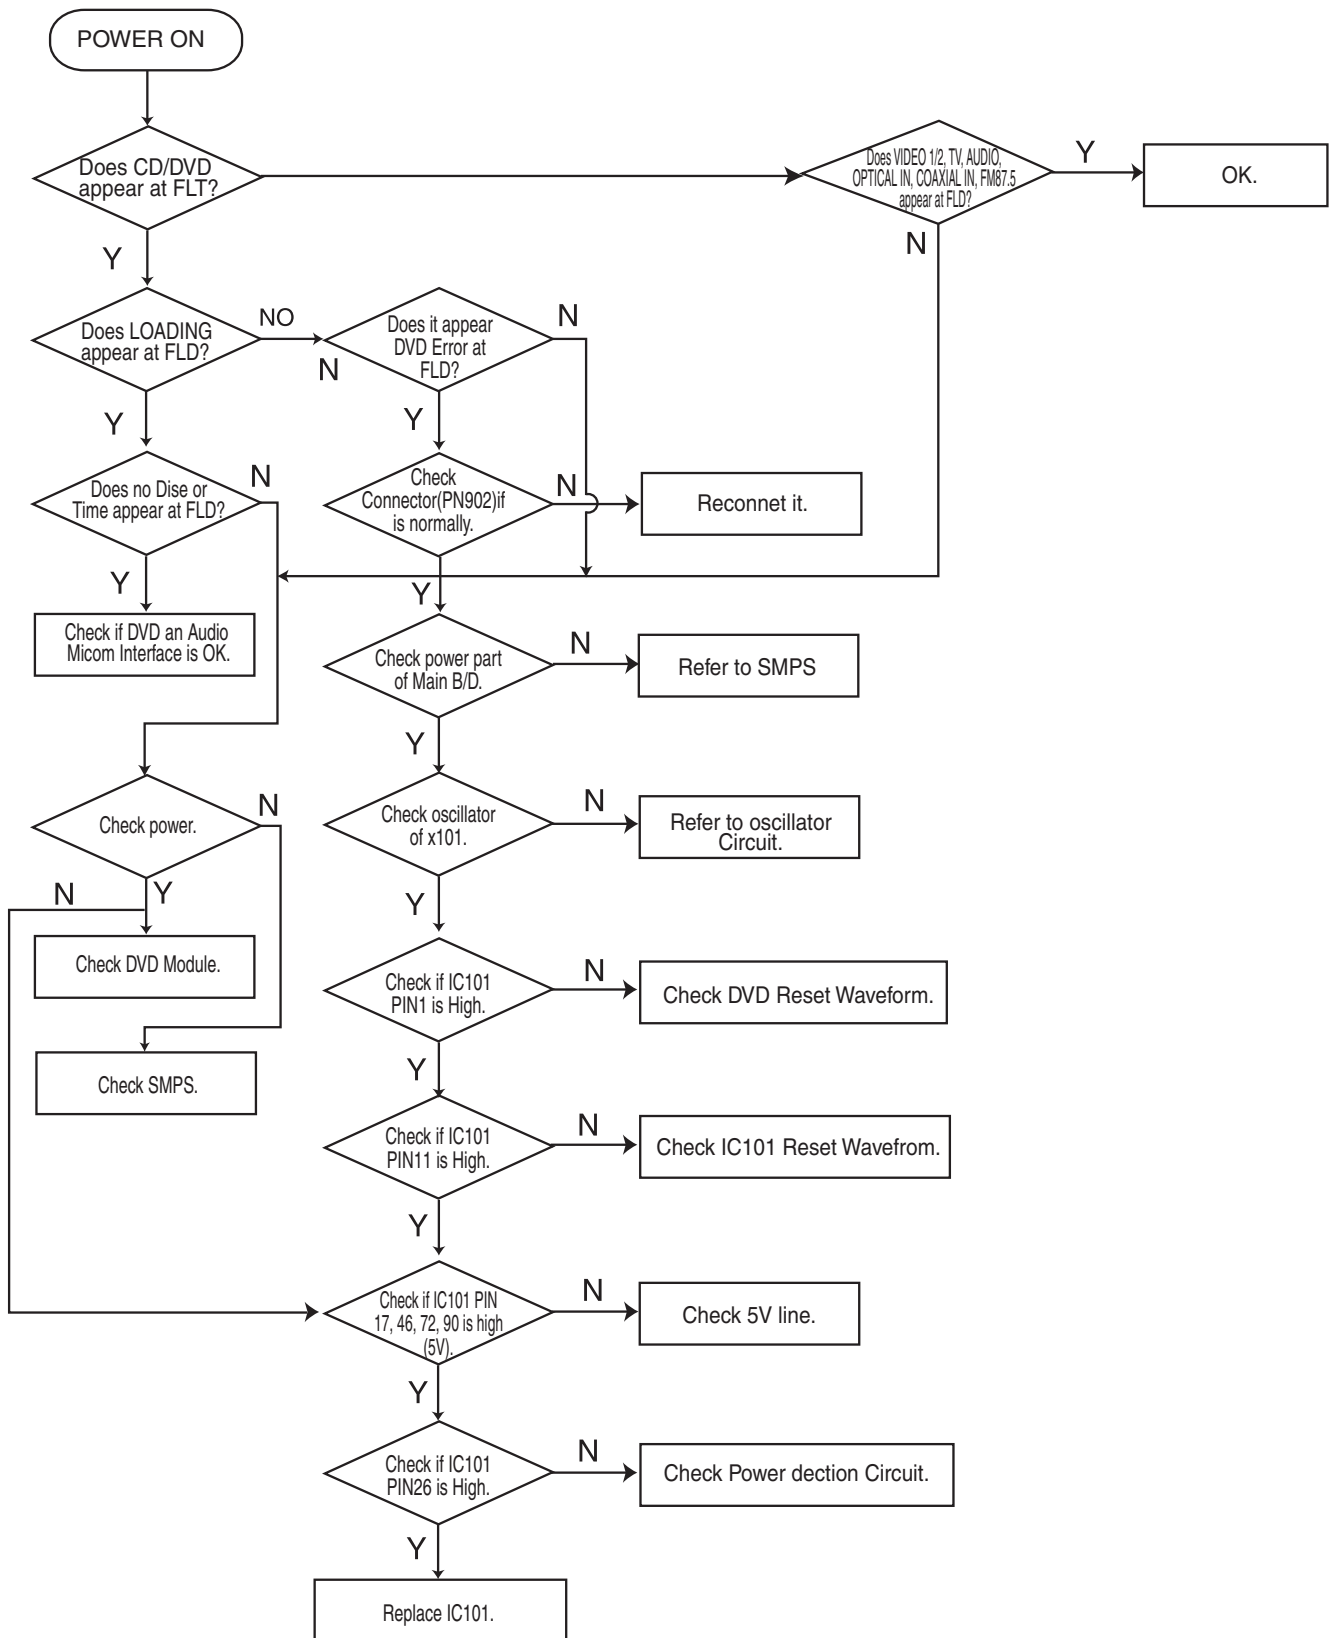 POWER ON
Does CD/DVD
appear at FLT?
Does VIDEO 1/2, TV, AUDIO,
OPTICAL IN, COAXIAL IN, FM87.5
appear at FLD?
Y
OK.
N
Y
Does LOADING
appear at FLD?
NO
N
Does it appear
DVD Error at
FLD?
N
Y
Y
Does no Dise or
Time appear at FLD?
N
Check
Connector(PN902)if
is normally.
N
Reconnet it.
Y
Y
Check if DVD an Audio
Micom Interface is OK.
Check power part
of Main B/D.
N
Refer to SMPS
Y
Check power.
N
Check oscillator
of x101.
N
Refer to oscillator
Circuit.
N
Y
Y
Check DVD Module.
Check if IC101
PIN1 is High.
N
Check DVD Reset Waveform.
Check SMPS.
Y
Check if IC101
PIN11 is High.
N
Check IC101 Reset Wavefrom.
Y
Check if IC101 PIN
17, 46, 72, 90 is high
(5V).
N
Check 5V line.
Y
Check if IC101
PIN26 is High.
N
Check Power dection Circuit.
Y
Replace IC101.